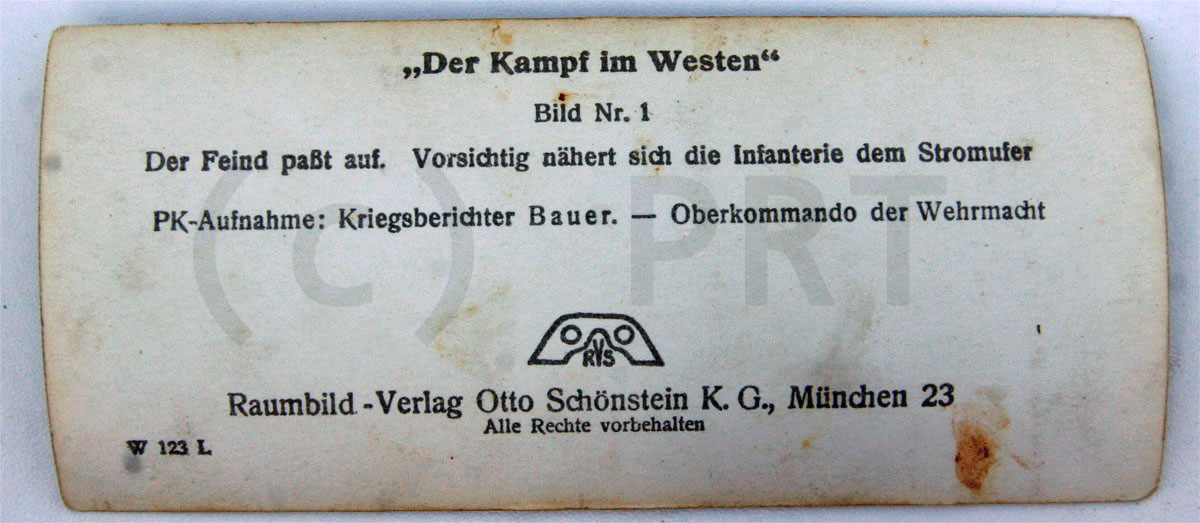 „Der Kampf im Westen“
Bild Nr. 1
Der Feind paßt auf. Vorsichtig nähert sich die Infanterie dem Stromufer
PK-Aufnahme: Kriegsberichter Bauer. — Oberkommando der Wehrmacht
(c) PRT
RVS
Raumbild-Verlag Otto Schönstein K. G., München 23
Alle Rechte vorbehalten
W 123 L